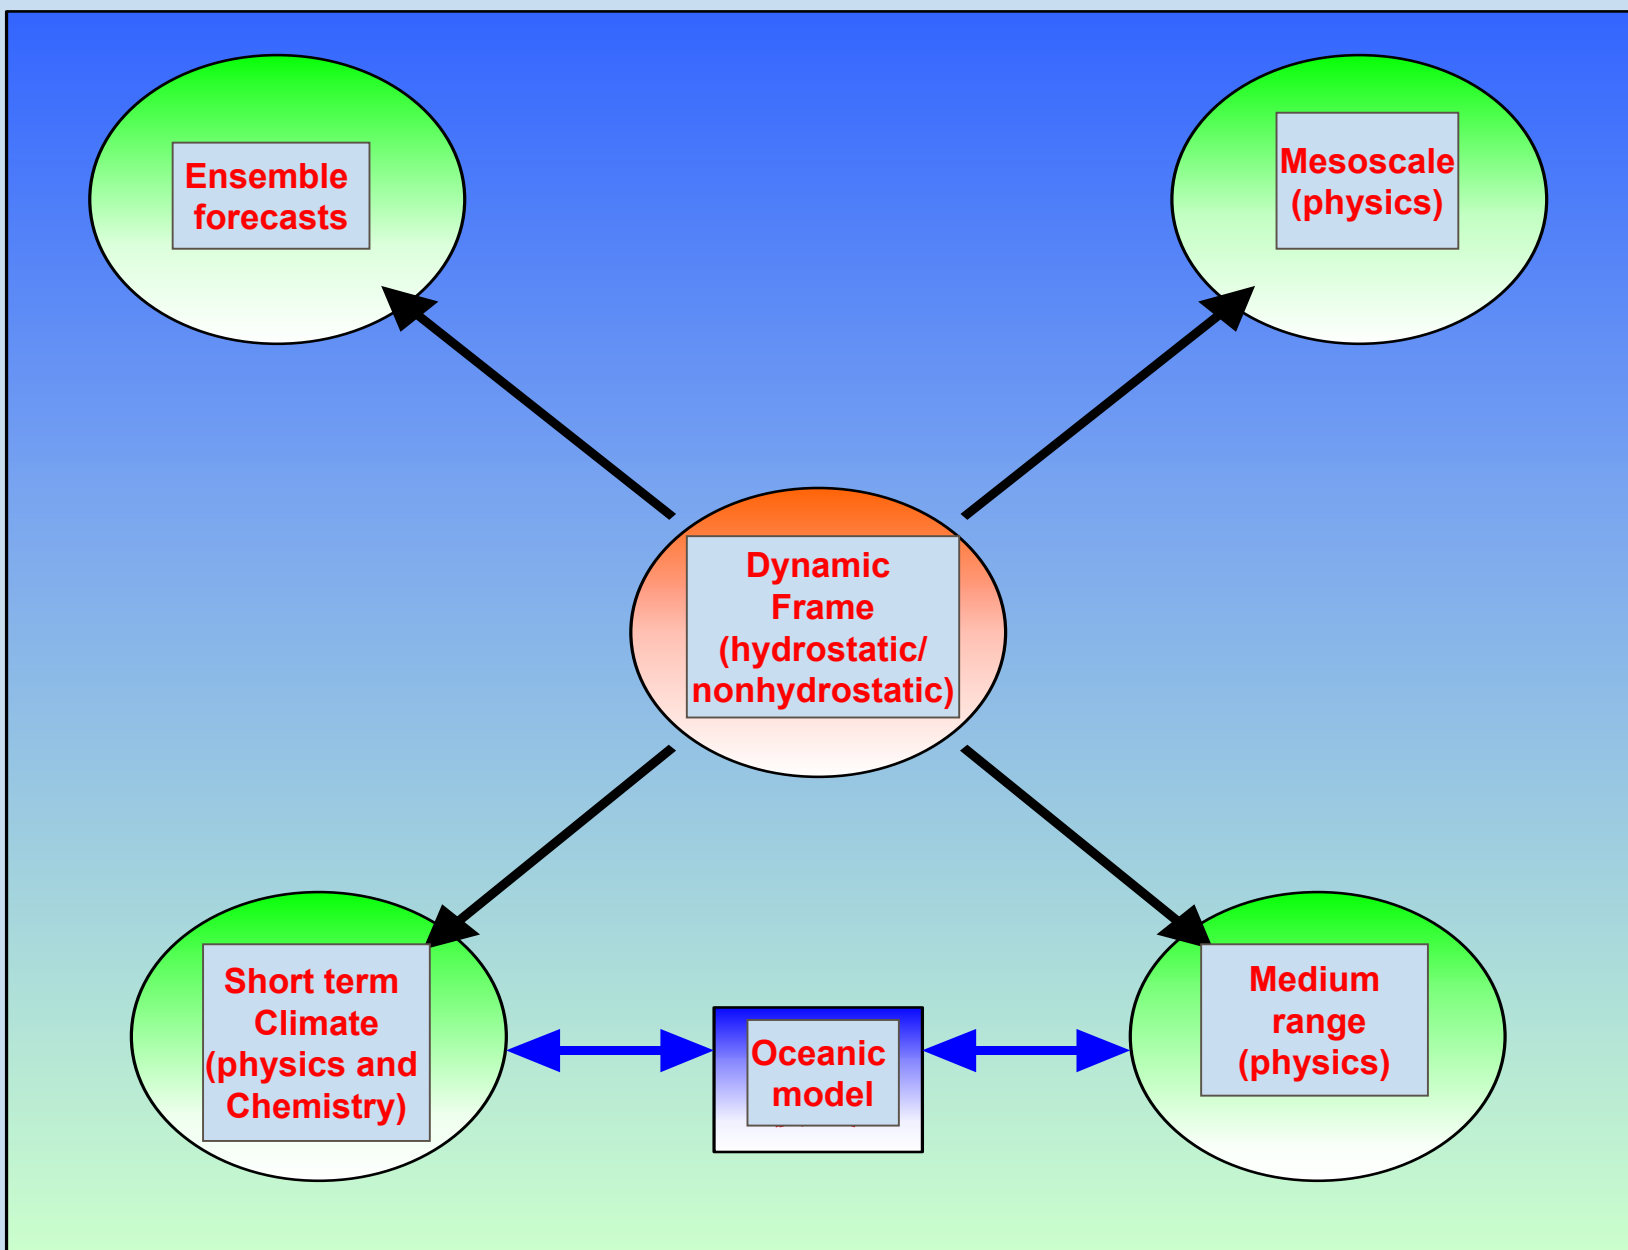 Ensemble
forecasts
Mesoscale
(physics)
Dynamic
Frame
(hydrostatic/
nonhydrostatic)
Short term
Climate
(physics and
Chemistry)
Oceanic
model
Medium
range
(physics)